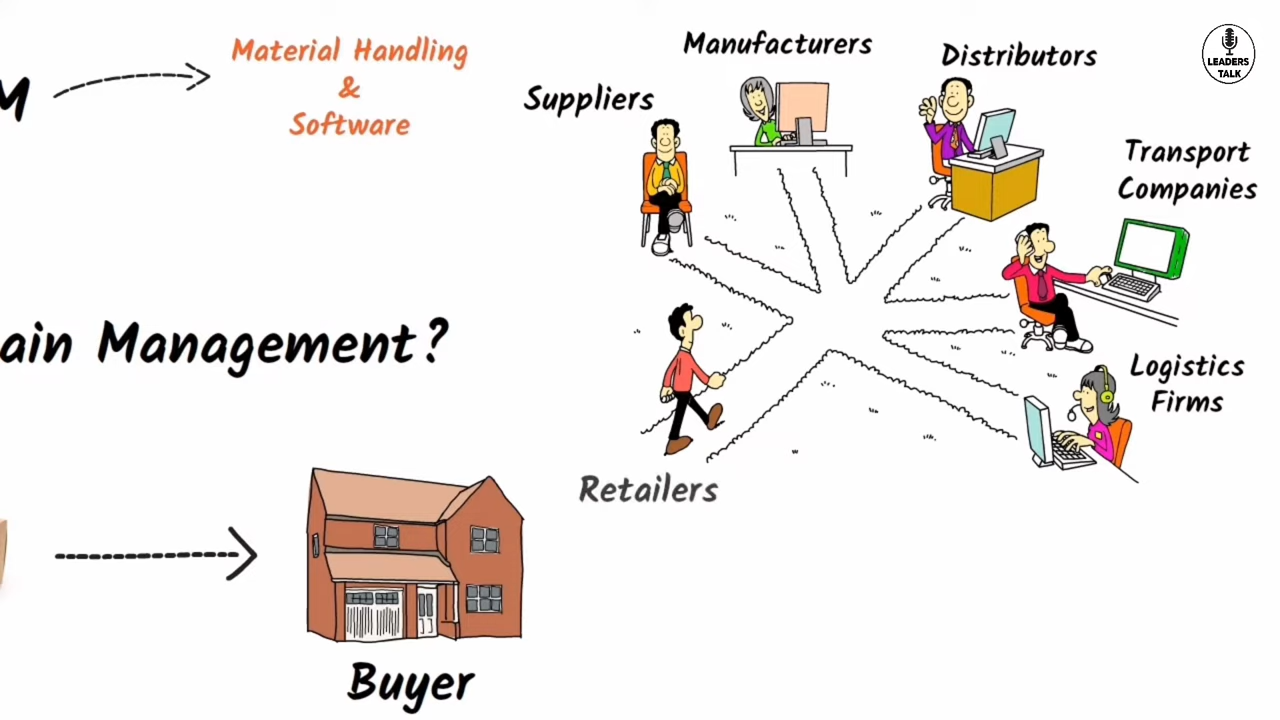 M
Material Handling
&
Software
Suppliers
Manufacturers
Distributors
Transport
Companies
Logistics
Firms
Retailers
ain Management?
Buyer
LEADERS
TALK